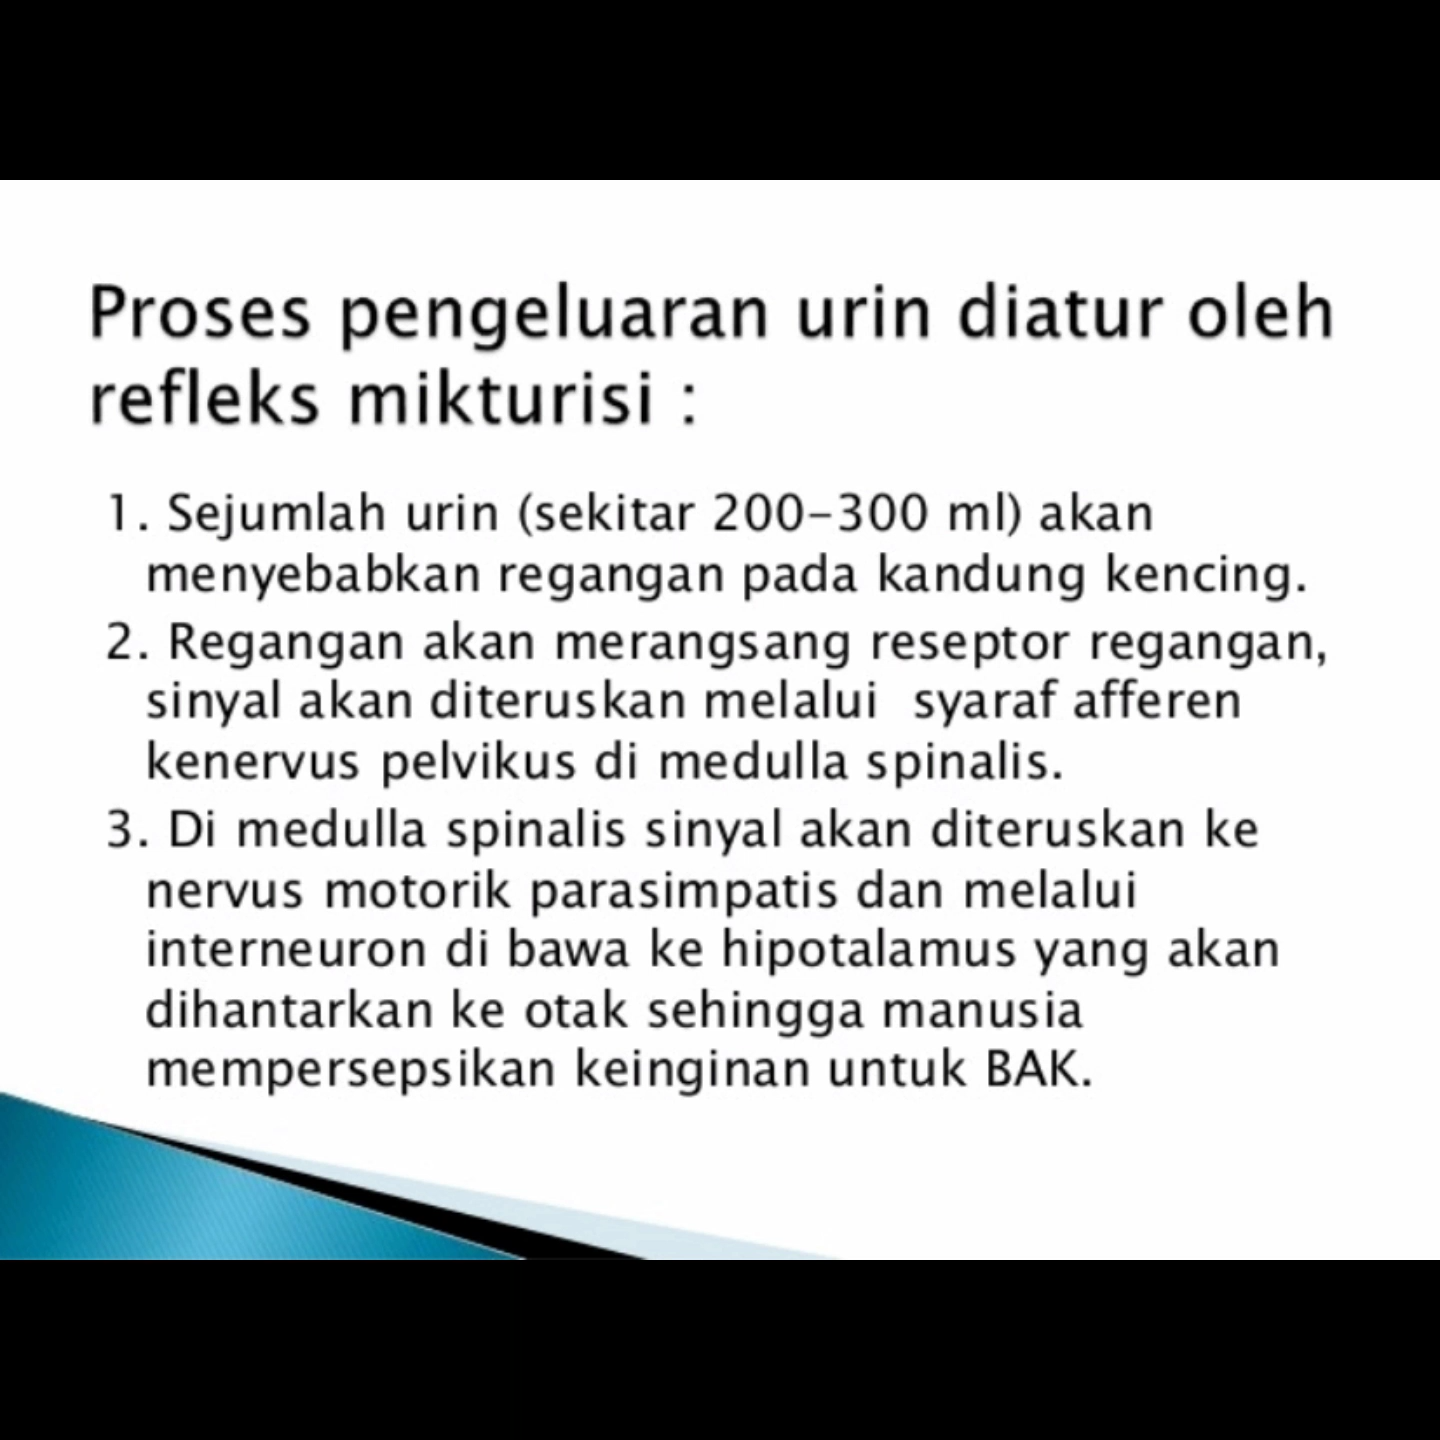 Proses pengeluaran urin diatur oleh
refleks mikturisi :
1. Sejumlah urin (sekitar 200-300 ml) akan
menyebabkan regangan pada kandung kencing.
2. Regangan akan merangsang reseptor regangan,
sinyal akan diteruskan melalui  syaraf afferen
kenervus pelvikus di medulla spinalis.
3. Di medulla spinalis sinyal akan diteruskan ke
nervus motorik parasimpatis dan melalui
interneuron di bawa ke hipotalamus yang akan
dihantarkan ke otak sehingga manusia
mempersepsikan keinginan untuk BAK.